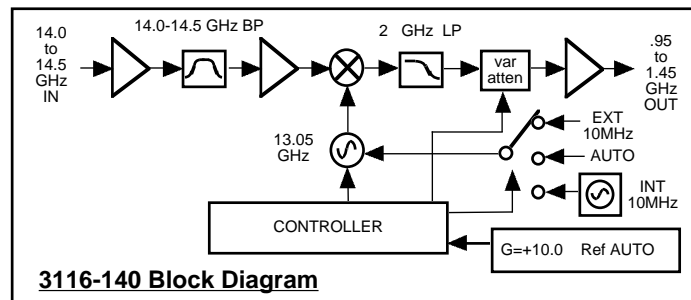 14.0
to
14.5
GHz
IN
14.0-14.5 GHz BP
2 GHz LP
var
atten
.95
to
1.45
GHz
OUT
13.05
GHz
EXT
10MHz
AUTO
INT
10MHz
CONTROLLER
G=+10.0 Ref AUTO
3116-140 Block Diagram